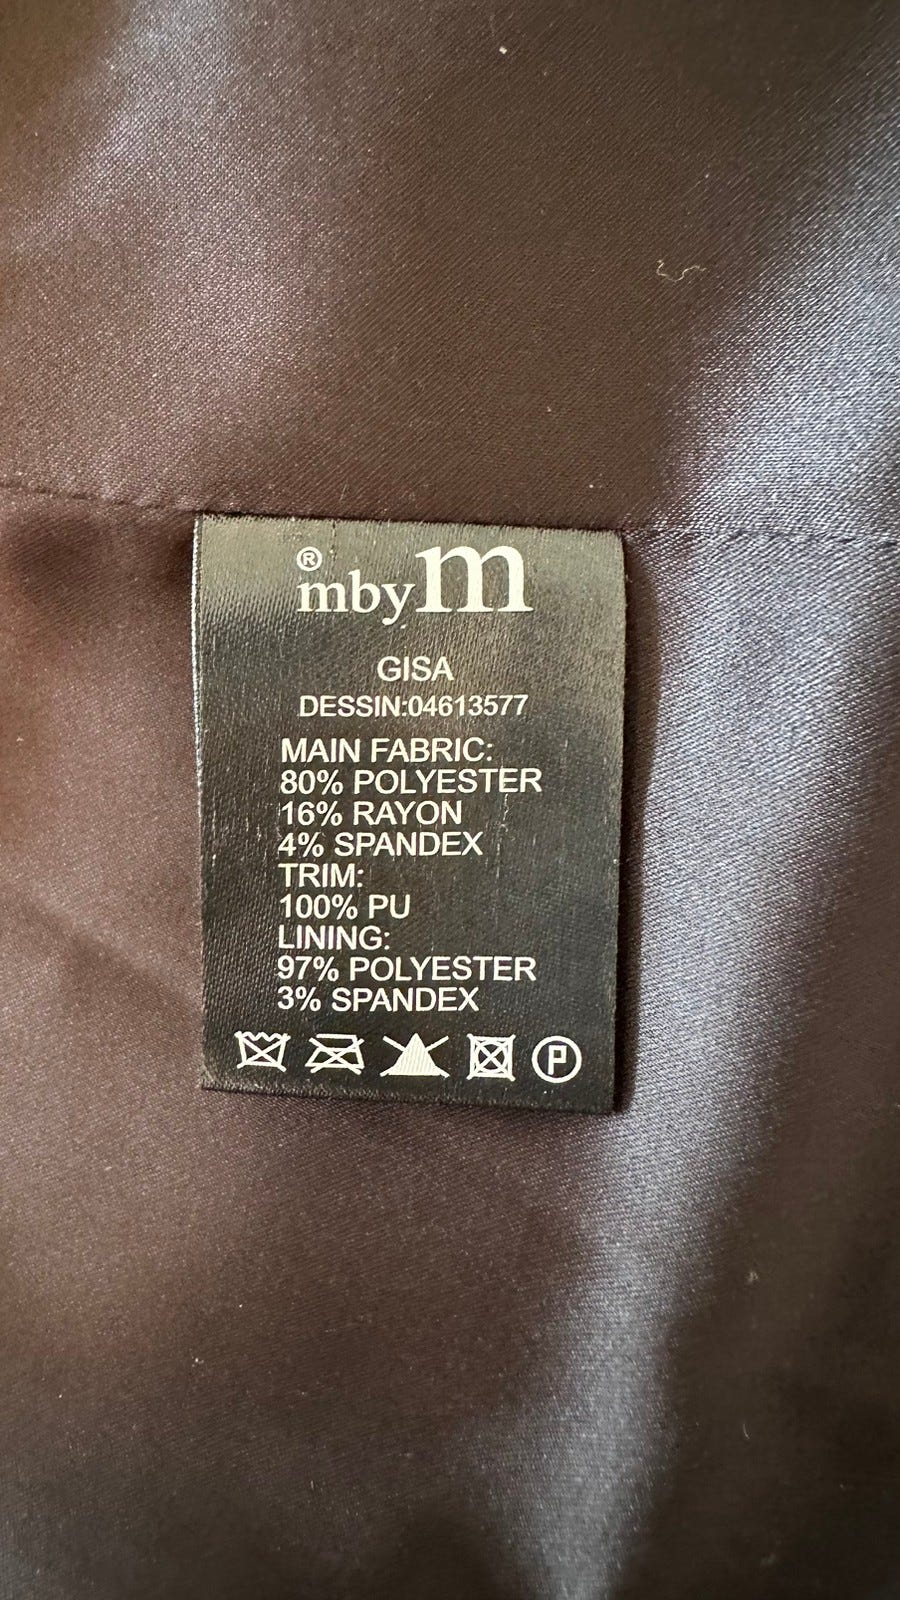 ® mbym
GISA
DESSIN:04613577
MAIN FABRIC:
80% POLYESTER
16% RAYON
4% SPANDEX
TRIM:
100% PU
LINING:
97% POLYESTER
3% SPANDEX
P